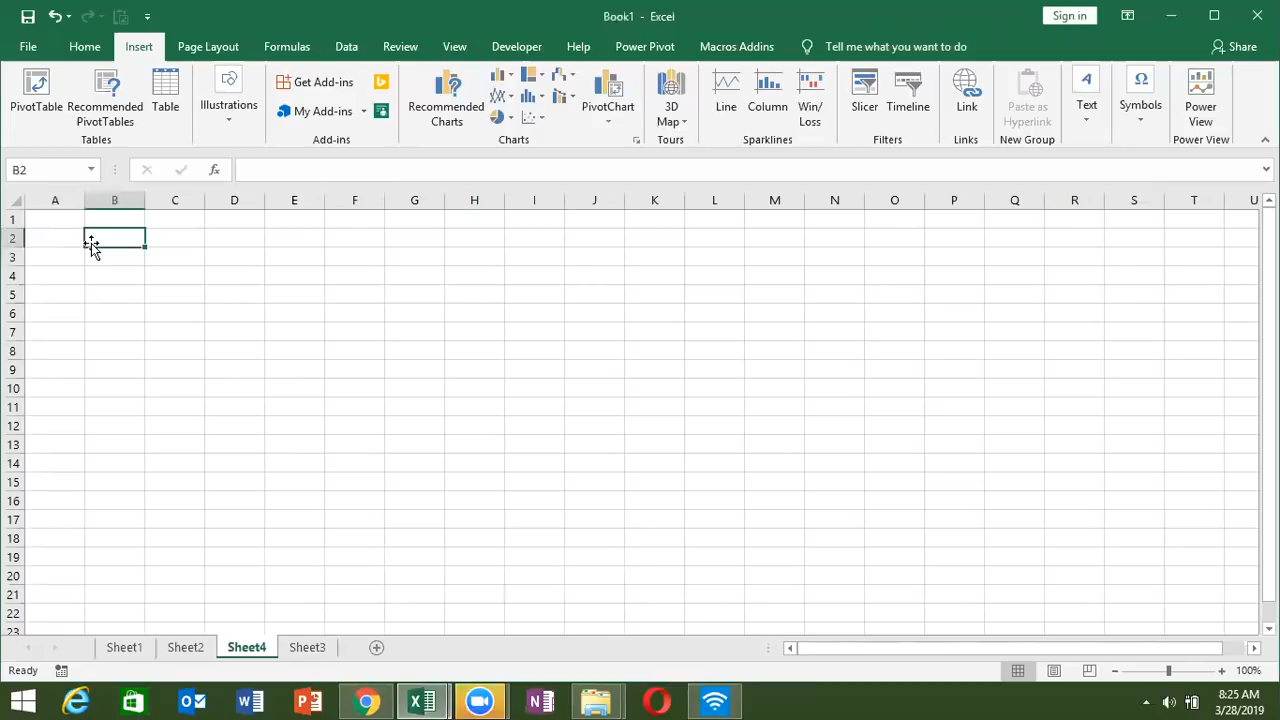 Book1 - Excel
Sign in
File Home Insert Page Layout Formulas Data Review View Developer Help Power Pivot Macros Addins Tell me what you want to do Share
PivotTable
Recommended
PivotTables
Table
Tables
Illustrations
Get Add-ins
My Add-ins
Add-ins
Recommended
Charts
PivotChart
Charts
3D
Map
Tours
Line
Column
Win/
Loss
Sparklines
Slicer
Timeline
Filters
Link
Links
Paste as
Hyperlink
New Group
Text
Symbols
Power
View
Power View
B2
fx
A B C D E F G H I J K L M N O P Q R S T U
1
2
3
4
5
6
7
8
9
10
11
12
13
14
15
16
17
18
19
20
21
22
23
Sheet1 Sheet2 Sheet4 Sheet3
Ready
100%
8:25 AM
3/28/2019